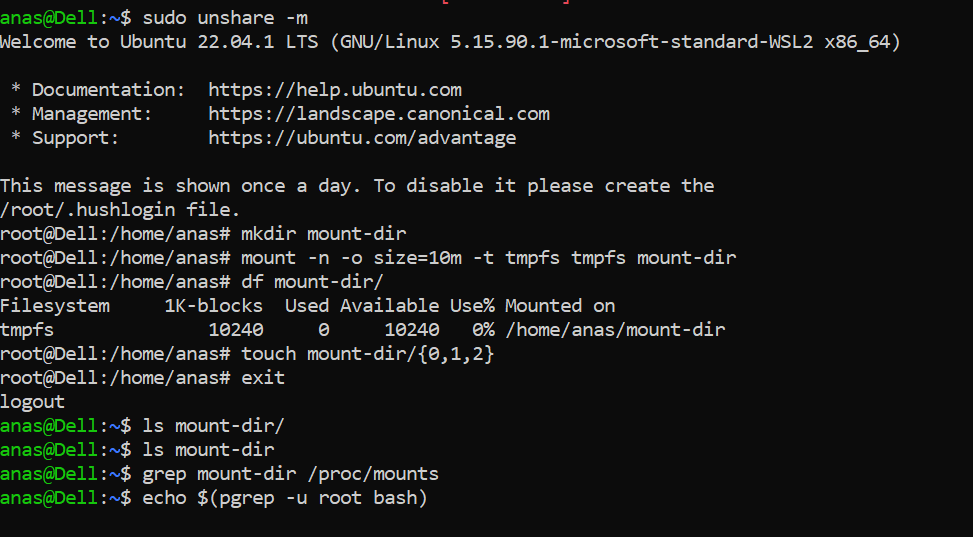 anas@Dell:~$ sudo unshare -m
Welcome to Ubuntu 22.04.1 LTS (GNU/Linux 5.15.90.1-microsoft-standard-WSL2 x86_64)

 * Documentation:  https://help.ubuntu.com
 * Management:     https://landscape.canonical.com
 * Support:        https://ubuntu.com/advantage

This message is shown once a day. To disable it please create the
/root/.hushlogin file.
root@Dell:/home/anas# mkdir mount-dir
root@Dell:/home/anas# mount -n -o size=10m -t tmpfs tmpfs mount-dir
root@Dell:/home/anas# df mount-dir/
Filesystem     1K-blocks  Used Available Use% Mounted on
tmpfs              10240     0     10240   0% /home/anas/mount-dir
root@Dell:/home/anas# touch mount-dir/{0,1,2}
root@Dell:/home/anas# exit
logout
anas@Dell:~$ ls mount-dir/
anas@Dell:~$ ls mount-dir
anas@Dell:~$ grep mount-dir /proc/mounts
anas@Dell:~$ echo $(pgrep -u root bash)